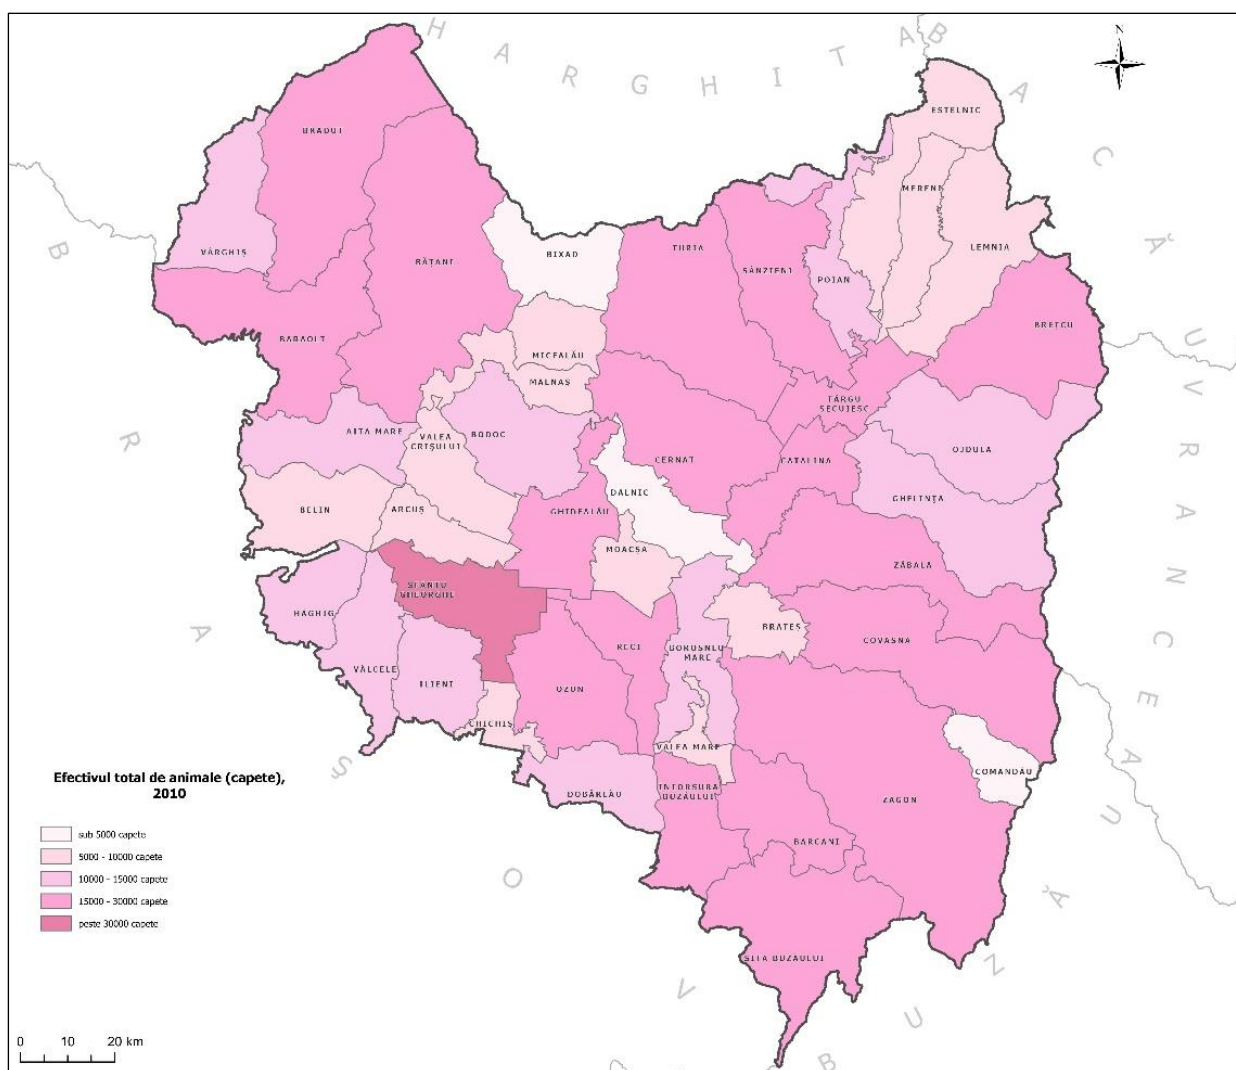 HARGHITA
BACĂU
N
ESTELNIC
BRADUT
MERENI
VÂRGHIȘ
BIXAD
TURIA
LEMNIA
BĂȚANI
SÂNZIENI
POIAN
BREȚCU
BARAOLT
MICFALĂU
MALNAȘ
TÂRGU
SECUIESC
AITA MARE
VALEA
CRIȘULUI
BODOC
CERNAT
CATALINA
OJDULA
DALNIC
GHELINȚA
BELIN
ARCUȘ
GHIDFALĂU
MOACȘA
ZĂBALA
SFÂNTU
GHEORGHE
HAGHIG
BRATEȘ
RECI
BOROȘNEU
MARE
COVASNA
VÂLCELE
ILIENI
OZUN
CHICHIȘ
VALEA MARE
COMANDĂU
DOBÂRLĂU
INTORSURA
BUZĂULUI
ZAGON
BARCANI
SITA BUZĂULUI
BRAȘOV
VRANCEA
BUZĂU
Efectivul total de animale (capete),
2010
sub 5000 capete
5000 - 10000 capete
10000 - 15000 capete
15000 - 30000 capete
peste 30000 capete
0 10 20 km